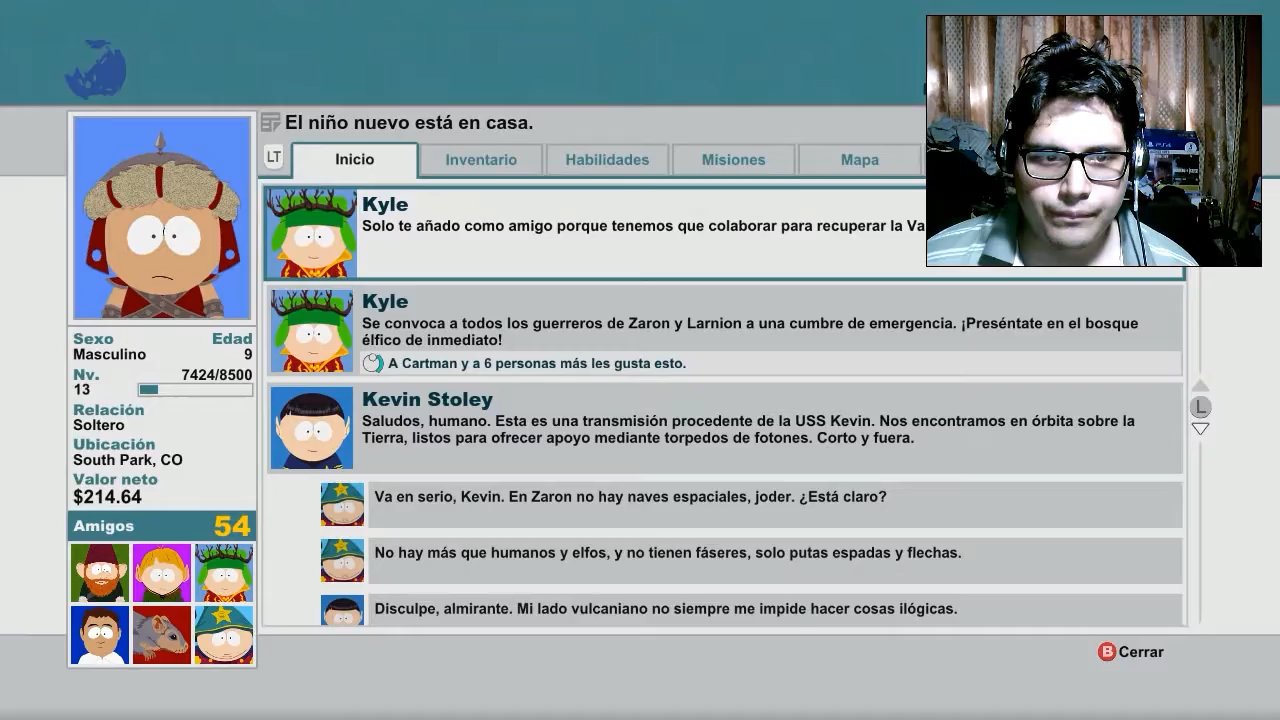 El niño nuevo está en casa.
LT
Inicio
Inventario
Habilidades
Misiones
Mapa
Kyle
Solo te añado como amigo porque tenemos que colaborar para recuperar la Va
Kyle
Se convoca a todos los guerreros de Zaron y Larnion a una cumbre de emergencia. ¡Preséntate en el bosque
élfico de inmediato!
A Cartman y a 6 personas más les gusta esto.
Kevin Stoley
Saludos, humano. Esta es una transmisión procedente de la USS Kevin. Nos encontramos en órbita sobre la
Tierra, listos para ofrecer apoyo mediante torpedos de fotones. Corto y fuera.
Va en serio, Kevin. En Zaron no hay naves espaciales, joder. ¿Está claro?
No hay más que humanos y elfos, y no tienen fáseres, solo putas espadas y flechas.
Disculpe, almirante. Mi lado vulcaniano no siempre me impide hacer cosas ilógicas.
Sexo Edad
Masculino 9
Nv. 7424/8500
13
Relación
Soltero
Ubicación
South Park, CO
Valor neto
$214.64
Amigos 54
L
B Cerrar
PS4